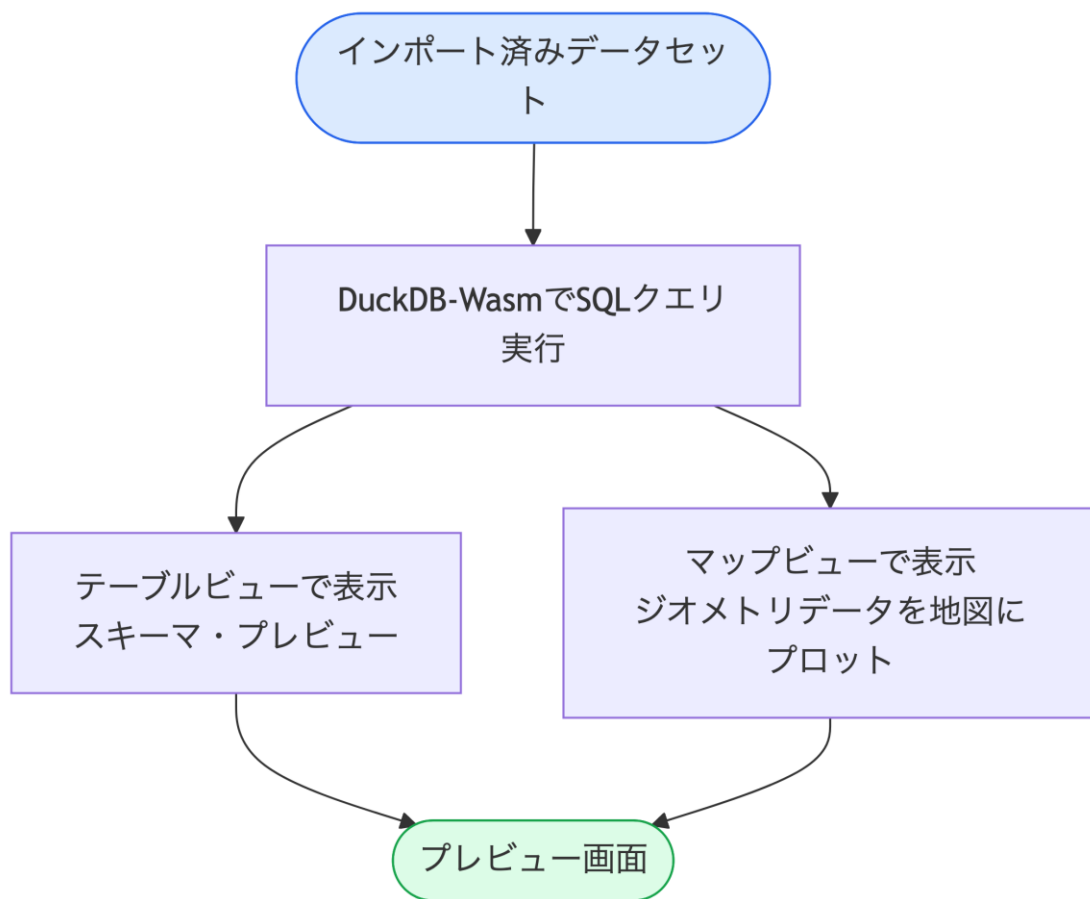 インポート済みデータセッ
ト
DuckDB-WasmでSQLクエリ
実行
テーブルビューで表示
スキーマ・プレビュー
マップビューで表示
ジオメトリデータを地図に
プロット
プレビュー画面